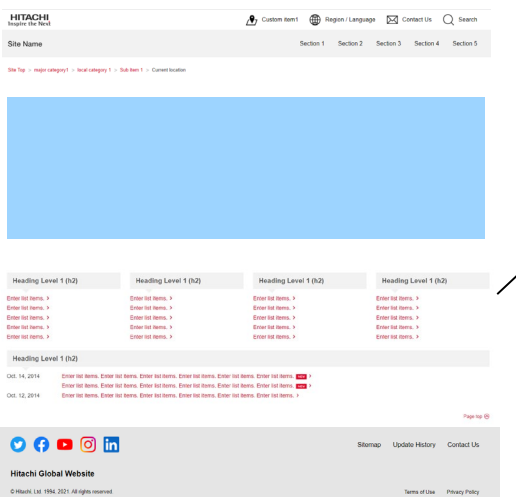 HITACHI
Inspire the Next
Custom item1 Region / Language Contact Us Search
Site Name Section 1 Section 2 Section 3 Section 4 Section 5
Site Top > major category1 > local category 1 > Sub Item 1 > Current location
Heading Level 1 (h2) Heading Level 1 (h2) Heading Level 1 (h2) Heading Level 1 (h2)
Enter list items. > Enter list items. > Enter list items. > Enter list items. >
Enter list items. > Enter list items. > Enter list items. > Enter list items. >
Enter list items. > Enter list items. > Enter list items. > Enter list items. >
Enter list items. > Enter list items. > Enter list items. > Enter list items. >
Enter list items. > Enter list items. > Enter list items. > Enter list items. >
Heading Level 1 (h2)
Oct. 14, 2014 Enter list items. Enter list items. Enter list items. Enter list items. Enter list items. Enter list items. NEW >
Enter list items. Enter list items. Enter list items. Enter list items. Enter list items. Enter list items. NEW >
Oct. 12, 2014 Enter list items. Enter list items. Enter list items. Enter list items. Enter list items. Enter list items. >
Page top
Sitemap Update History Contact Us
Hitachi Global Website
© Hitachi, Ltd. 1994, 2021. All rights reserved. Terms of Use Privacy Policy